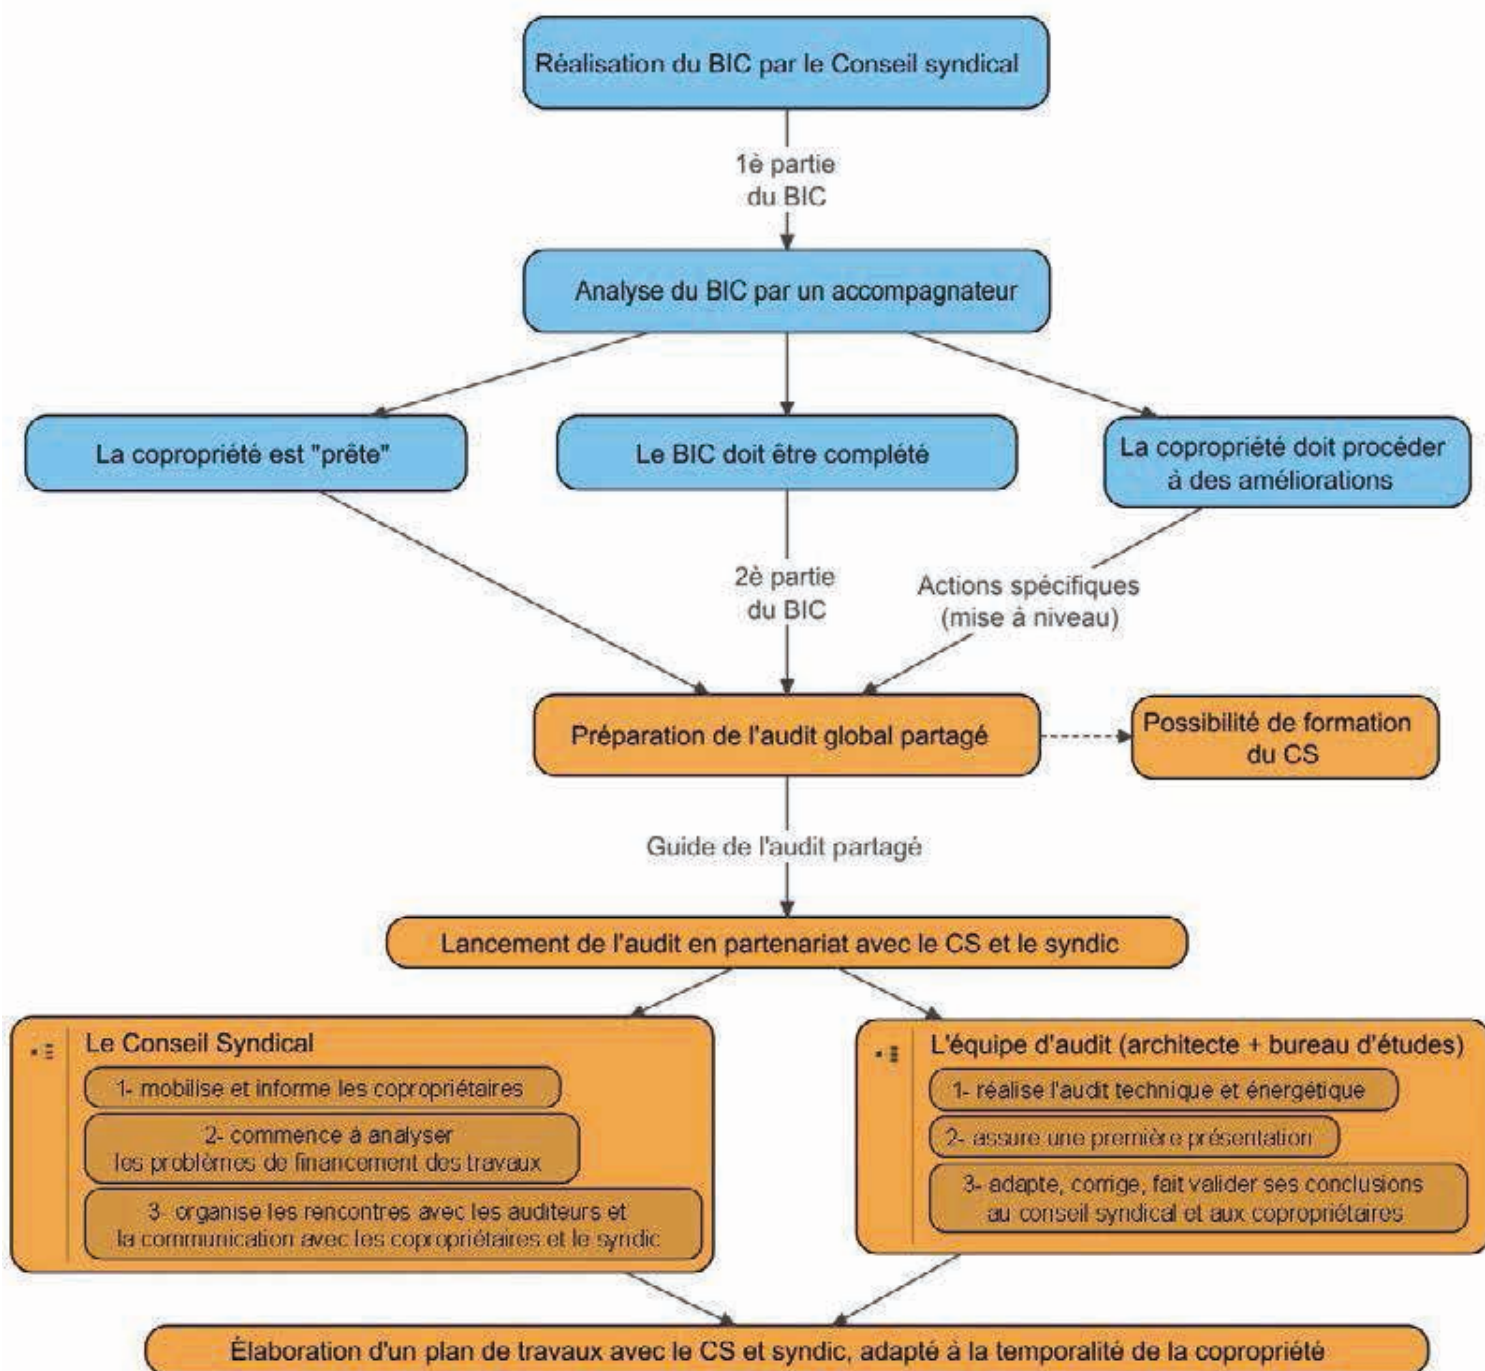 Réalisation du BIC par le Conseil syndical
1è partie
du BIC
Analyse du BIC par un accompagnateur
La copropriété est "prête"
Le BIC doit être complété
La copropriété doit procéder
à des améliorations
2è partie
du BIC
Actions spécifiques
(mise à niveau)
Préparation de l'audit global partagé
Possibilité de formation
du CS
Guide de l'audit partagé
Lancement de l'audit en partenariat avec le CS et le syndic
Le Conseil Syndical
1- mobilise et informe les copropriétaires
2- commence à analyser
les problèmes de financement des travaux
3- organise les rencontres avec les auditeurs et
la communication avec les copropriétaires et le syndic
L'équipe d'audit (architecte + bureau d'études)
1- réalise l'audit technique et énergétique
2- assure une première présentation
3- adapte, corrige, fait valider ses conclusions
au conseil syndical et aux copropriétaires
Élaboration d'un plan de travaux avec le CS et syndic, adapté à la temporalité de la copropriété